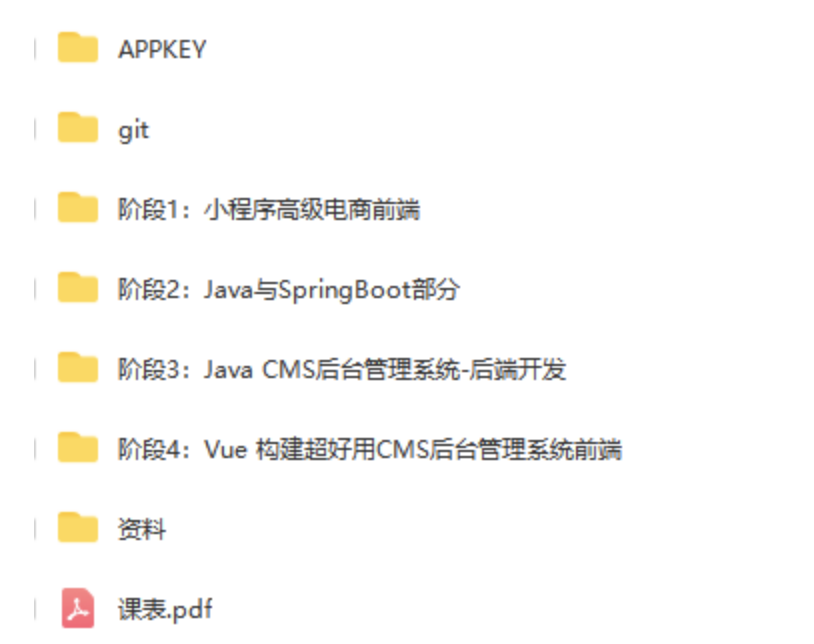 APPKEY
git
阶段1：小程序高级电商前端
阶段2：Java与SpringBoot部分
阶段3：Java CMS后台管理系统-后端开发
阶段4：Vue 构建超好用CMS后台管理系统前端
资料
课表.pdf